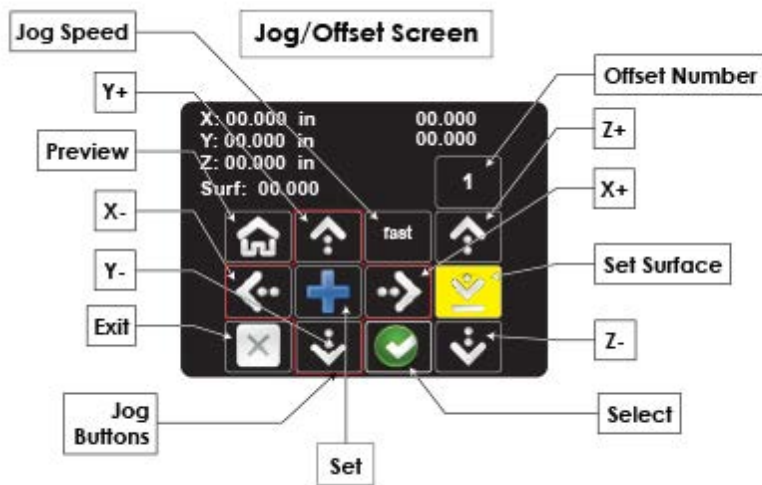 Jog/Offset Screen
Jog Speed
Y+
Preview
X-
Y-
Exit
Jog
Buttons
Set
Offset Number
Z+
X+
Set Surface
Z-
Select
X: 00.000 in 00.000
Y: 00.000 in 00.000
Z: 00.000 in
Surf: 00.000
1
fast